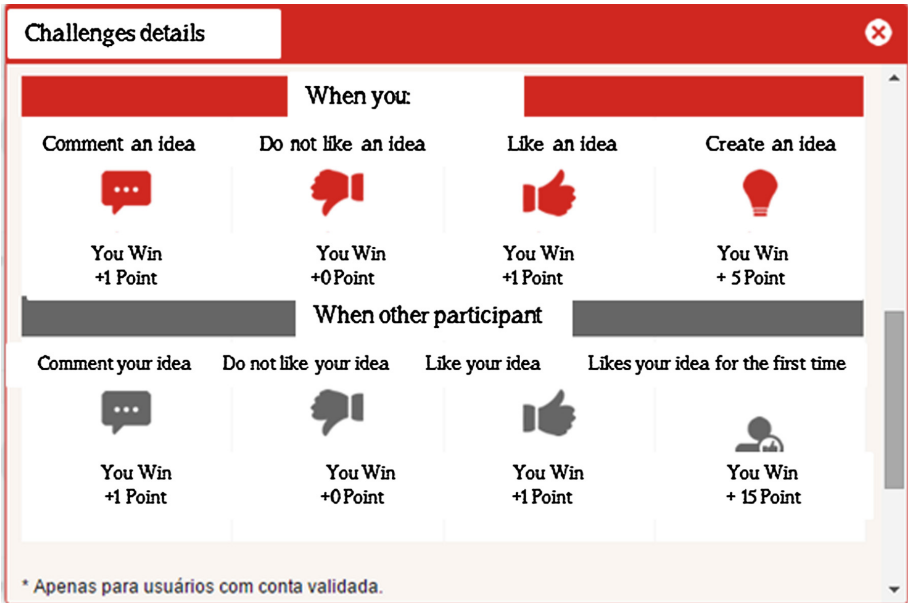 Challenges details
When you:
Comment an idea
Do not like an idea
Like an idea
Create an idea
You Win
+1 Point
You Win
+0 Point
You Win
+1 Point
You Win
+ 5 Point
When other participant
Comment your idea
Do not like your idea
Like your idea
Likes your idea for the first time
You Win
+1 Point
You Win
+0 Point
You Win
+1 Point
You Win
+ 15 Point
* Apenas para usuários com conta validada.